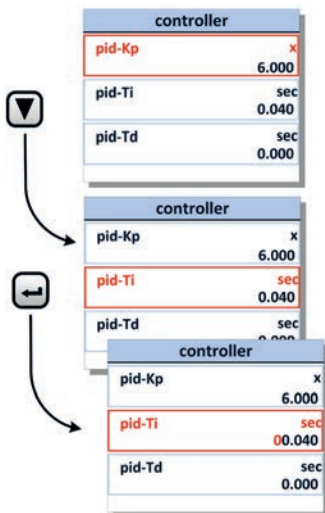 controller
pid-Kp x
6.000
pid-Ti sec
0.040
pid-Td sec
0.000
controller
pid-Kp x
6.000
pid-Ti sec
0.040
pid-Td sec
controller
pid-Kp x
6.000
pid-Ti sec
00.040
pid-Td sec
0.000